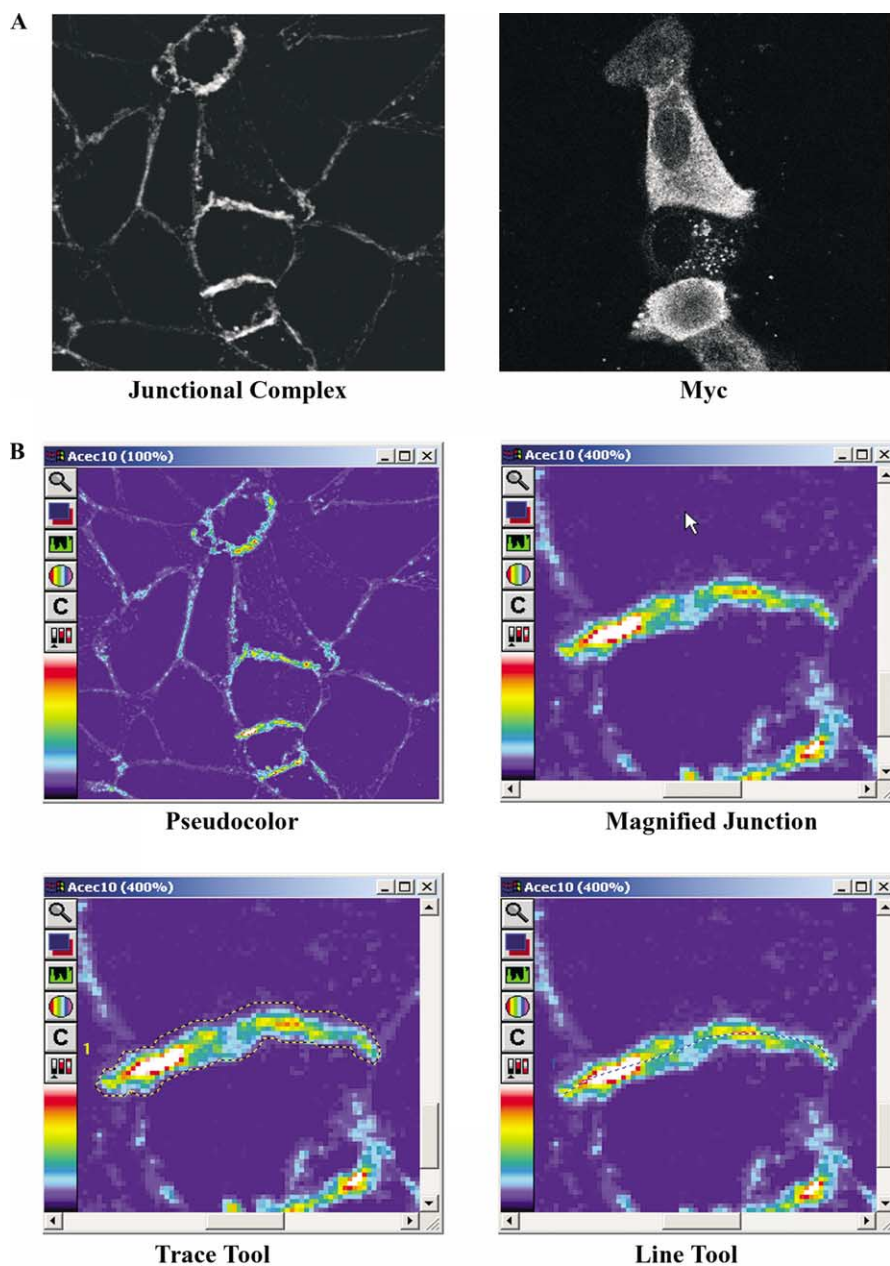 A
Junctional Complex
Myc
B
Acec10 (100%)
C
Pseudocolor
Acec10 (400%)
C
Magnified Junction
Acec10 (400%)
C
1
Trace Tool
Acec10 (400%)
C
Line Tool